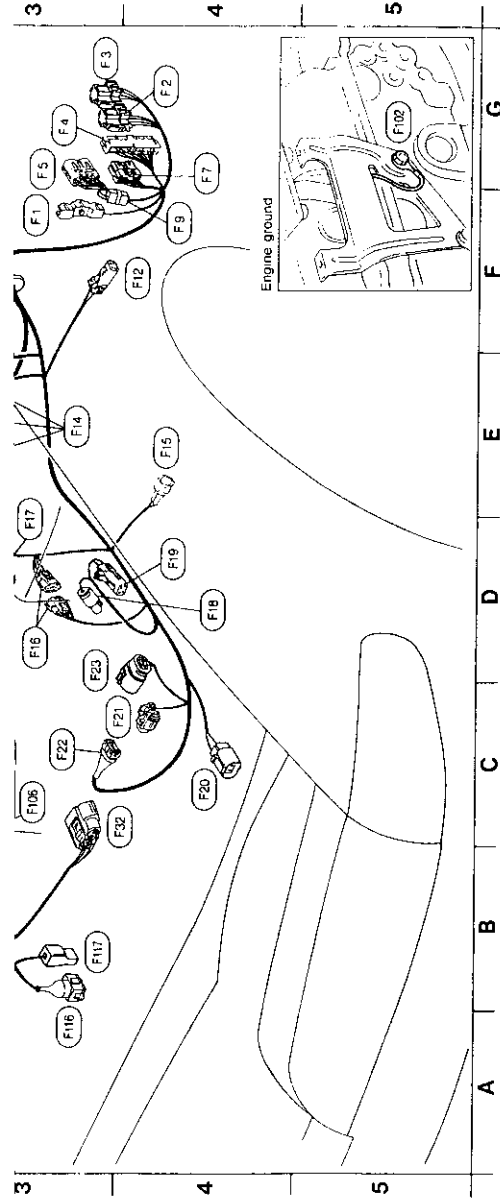 3
4
5
F106
F22
F32
F116
F117
F21
F23
F20
F16
F17
F18
F19
F15
F14
F12
F1
F5
F4
F3
F2
F9
F7
Engine ground
F102
3
4
5
A
B
C
D
E
F
G